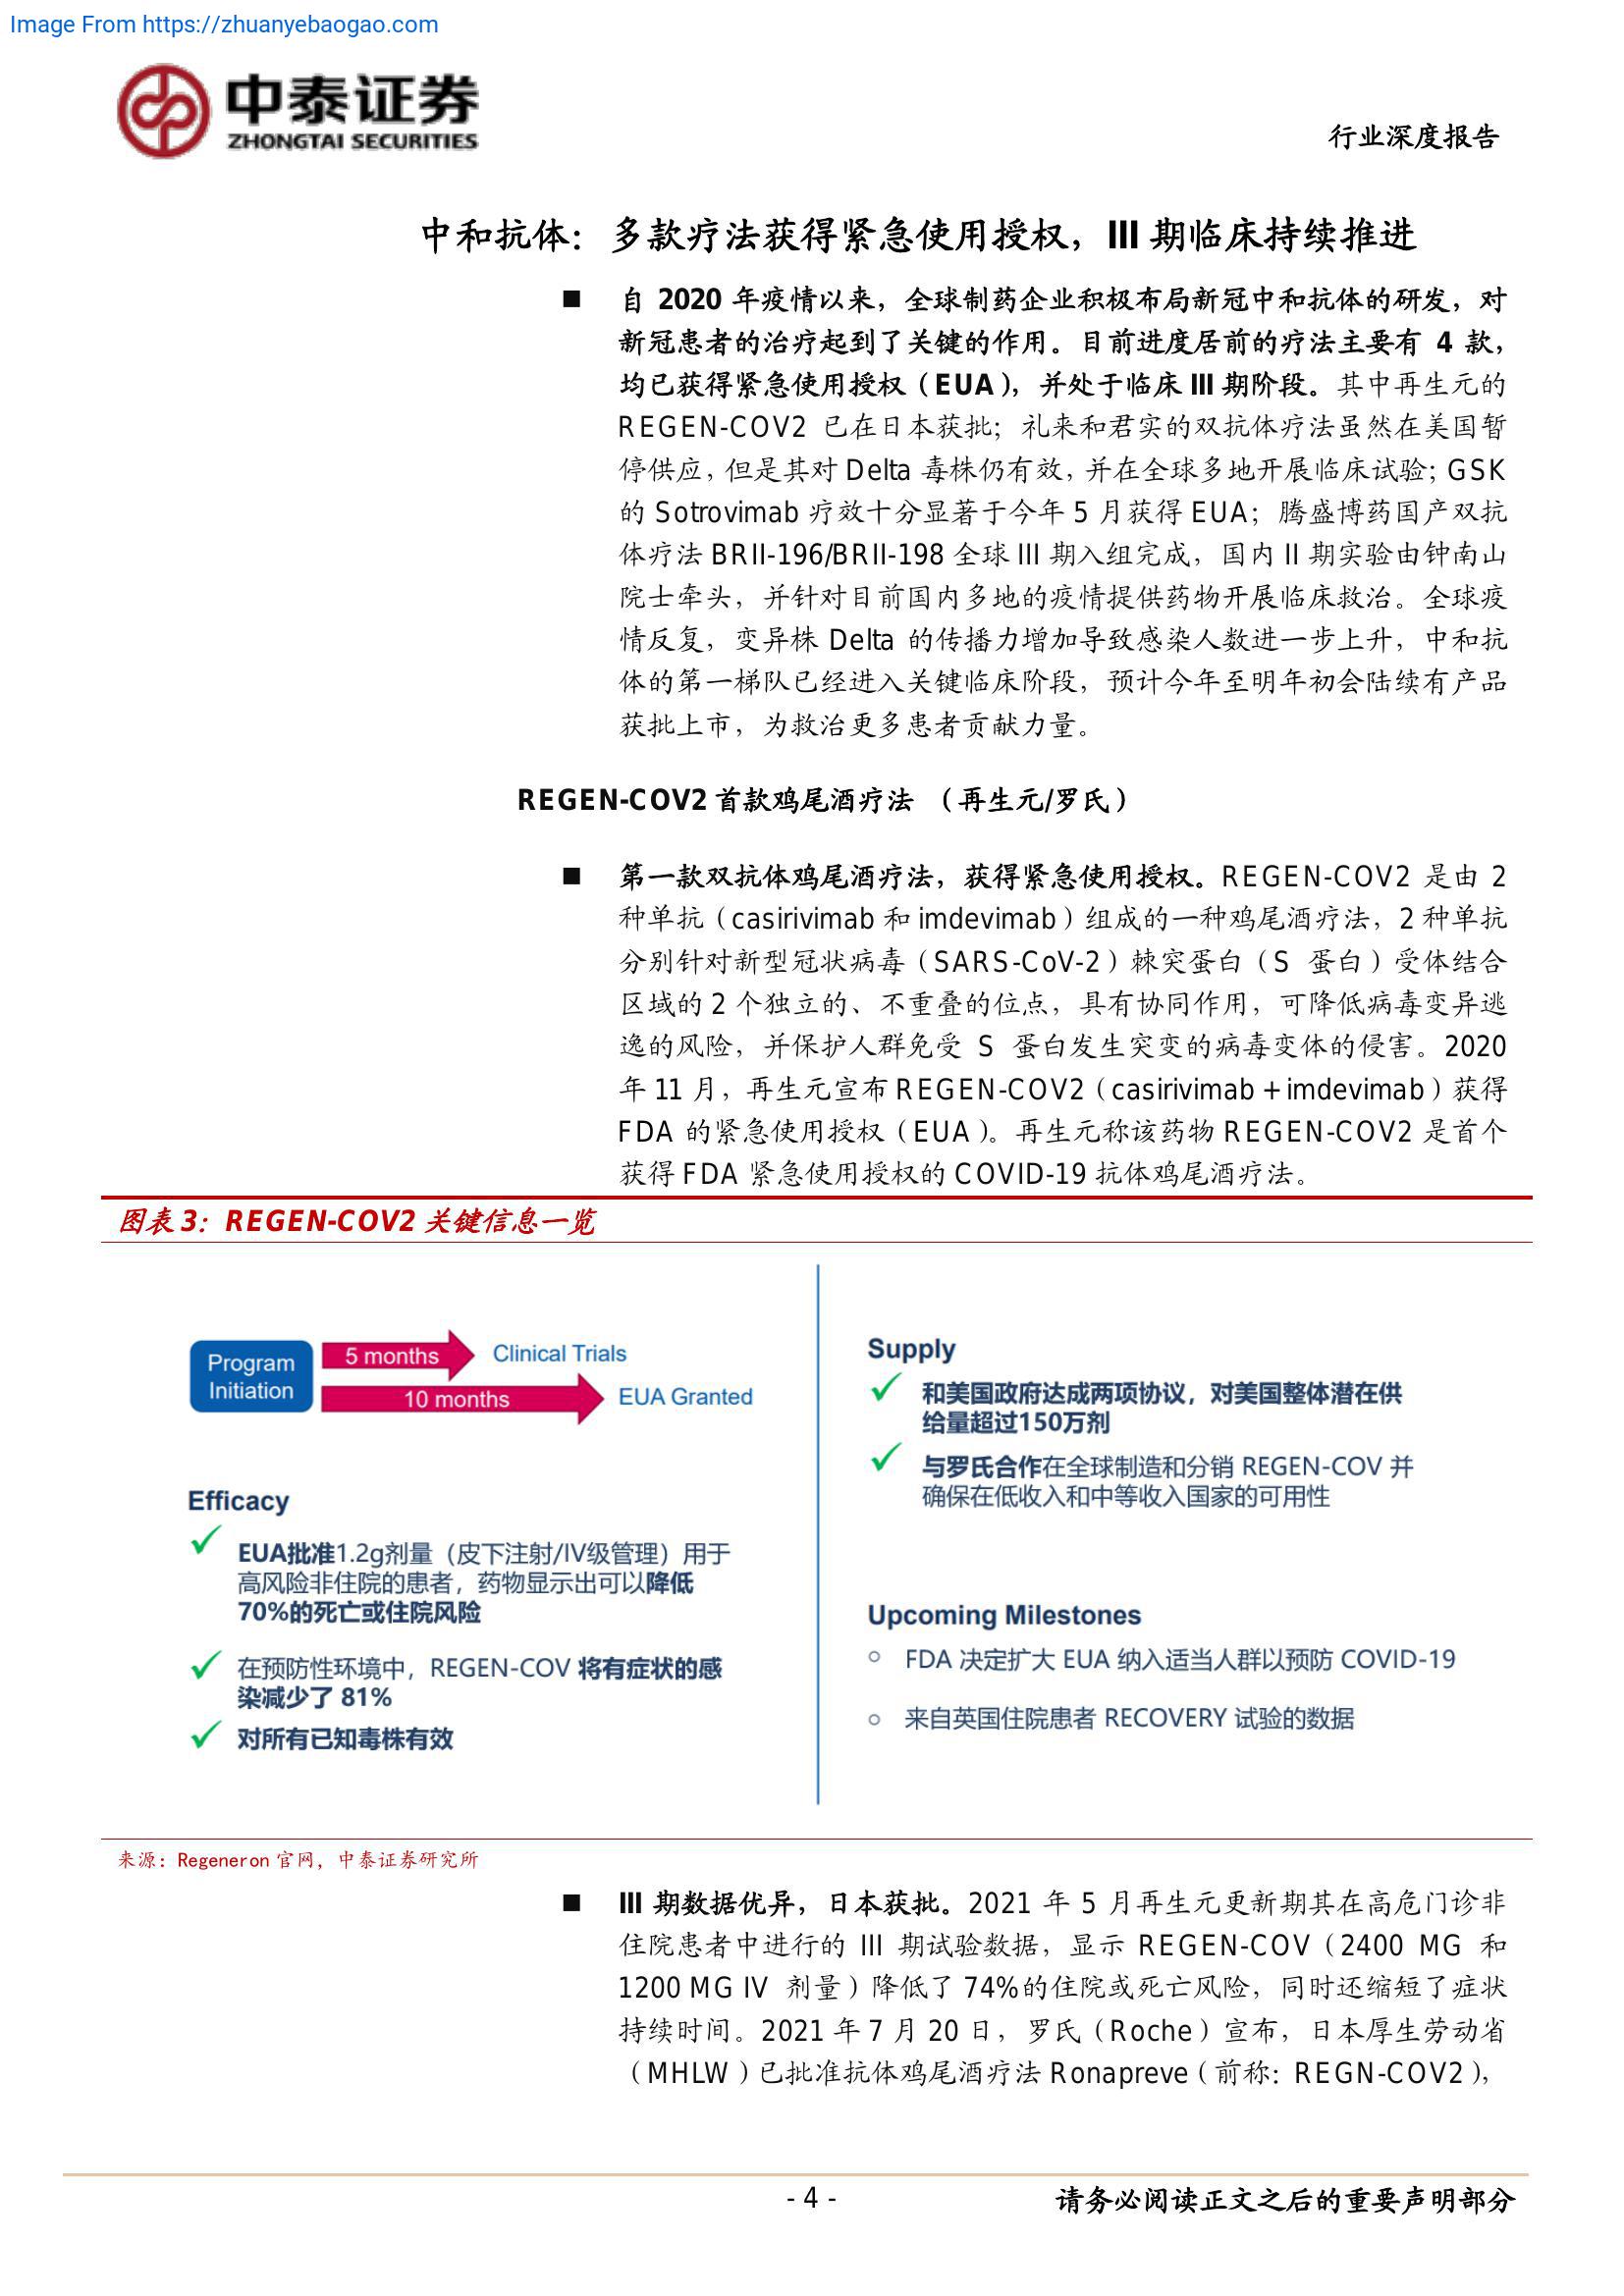 Image From https://zhuanyebaogao.com
中泰证券
ZHONGTAI SECURITIES
行业深度报告
中和抗体：多款疗法获得紧急使用授权，III 期临床持续推进
■ 自 2020 年疫情以来，全球制药企业积极布局新冠中和抗体的研发，对
新冠患者的治疗起到了关键的作用。目前进度居前的疗法主要有 4 款，
均已获得紧急使用授权（EUA），并处于临床 III 期阶段。其中再生元的
REGEN-COV2 已在日本获批；礼来和君实的双抗体疗法虽然在美国暂
停供应，但是其对 Delta 毒株仍有效，并在全球多地开展临床试验；GSK
的 Sotrovimab 疗效十分显著于今年 5 月获得 EUA；腾盛博药国产双抗
体疗法 BRII-196/BRII-198 全球 III 期入组完成，国内 II 期实验由钟南山
院士牵头，并针对目前国内多地的疫情提供药物开展临床救治。全球疫
情反复，变异株 Delta 的传播力增加导致感染人数进一步上升，中和抗
体的第一梯队已经进入关键临床阶段，预计今年至明年初会陆续有产品
获批上市，为救治更多患者贡献力量。
REGEN-COV2 首款鸡尾酒疗法 （再生元/罗氏）
■ 第一款双抗体鸡尾酒疗法，获得紧急使用授权。REGEN-COV2 是由 2
种单抗（casirivimab 和 imdevimab）组成的一种鸡尾酒疗法，2 种单抗
分别针对新型冠状病毒（SARS-CoV-2）棘突蛋白（S 蛋白）受体结合
区域的 2 个独立的、不重叠的位点，具有协同作用，可降低病毒变异逃
逸的风险，并保护人群免受 S 蛋白发生突变的病毒变体的侵害。2020
年 11 月，再生元宣布 REGEN-COV2（casirivimab + imdevimab）获得
FDA 的紧急使用授权（EUA）。再生元称该药物 REGEN-COV2 是首个
获得 FDA 紧急使用授权的 COVID-19 抗体鸡尾酒疗法。
图表 3：REGEN-COV2 关键信息一览
Program
Initiation
5 months
Clinical Trials
10 months
EUA Granted
Efficacy
EUA批准1.2g剂量（皮下注射/IV级管理）用于
高风险非住院的患者，药物显示出可以降低
70%的死亡或住院风险
在预防性环境中，REGEN-COV 将有症状的感
染减少了 81%
对所有已知毒株有效
Supply
和美国政府达成两项协议，对美国整体潜在供
给量超过150万剂
与罗氏合作在全球制造和分销 REGEN-COV 并
确保在低收入和中等收入国家的可用性
Upcoming Milestones
○ FDA 决定扩大 EUA 纳入适当人群以预防 COVID-19
○ 来自英国住院患者 RECOVERY 试验的数据
来源：Regeneron 官网，中泰证券研究所
■ III 期数据优异，日本获批。2021 年 5 月再生元更新期其在高危门诊非
住院患者中进行的 III 期试验数据，显示 REGEN-COV（2400 MG 和
1200 MG IV 剂量）降低了 74%的住院或死亡风险，同时还缩短了症状
持续时间。2021 年 7 月 20 日，罗氏（Roche）宣布，日本厚生劳动省
（MHLW）已批准抗体鸡尾酒疗法 Ronapreve（前称：REGN-COV2），
- 4 -
请务必阅读正文之后的重要声明部分